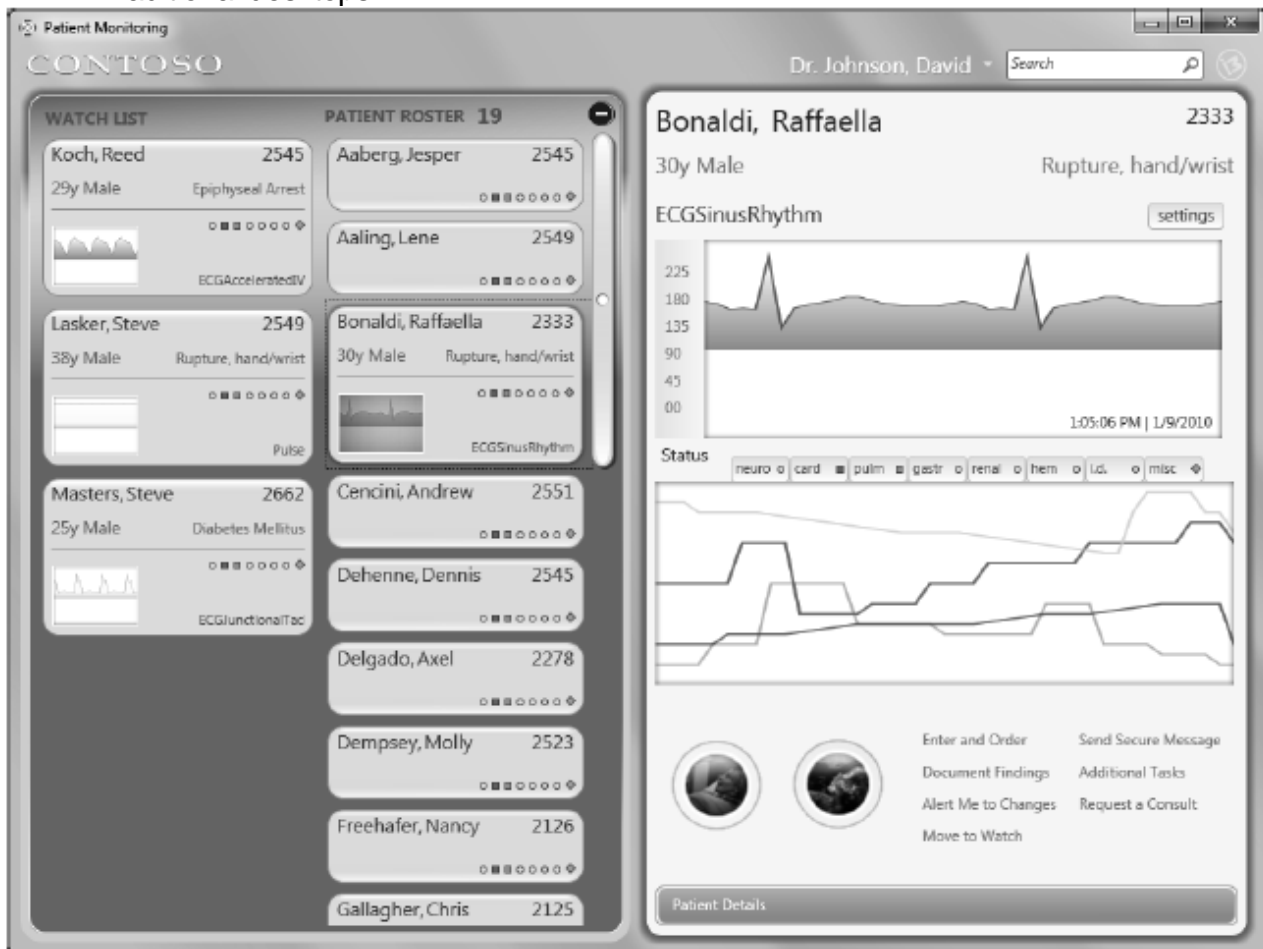 Patient Monitoring
CONTOSO
Dr. Johnson, David
Search
WATCH LIST
Koch, Reed 2545
29y Male Epiphyseal Arrest
ECGAcceleratedIV
Lasker, Steve 2549
38y Male Rupture, hand/wrist
Pulse
Masters, Steve 2662
25y Male Diabetes Mellitus
ECGJunctionalTac
PATIENT ROSTER 19
Aaberg, Jesper 2545
Aaling, Lene 2549
Bonaldi, Raffaella 2333
30y Male Rupture, hand/wrist
ECGSinusRhythm
Cencini, Andrew 2551
Dehenne, Dennis 2545
Delgado, Axel 2278
Dempsey, Molly 2523
Freehafer, Nancy 2126
Gallagher, Chris 2125
Bonaldi, Raffaella 2333
30y Male Rupture, hand/wrist
ECGSinusRhythm settings
225
180
135
90
45
00
1:05:06 PM | 1/9/2010
Status
neuro card pulm gastr renal hem i.d. misc
Enter and Order Send Secure Message
Document Findings Additional Tasks
Alert Me to Changes Request a Consult
Move to Watch
Patient Details